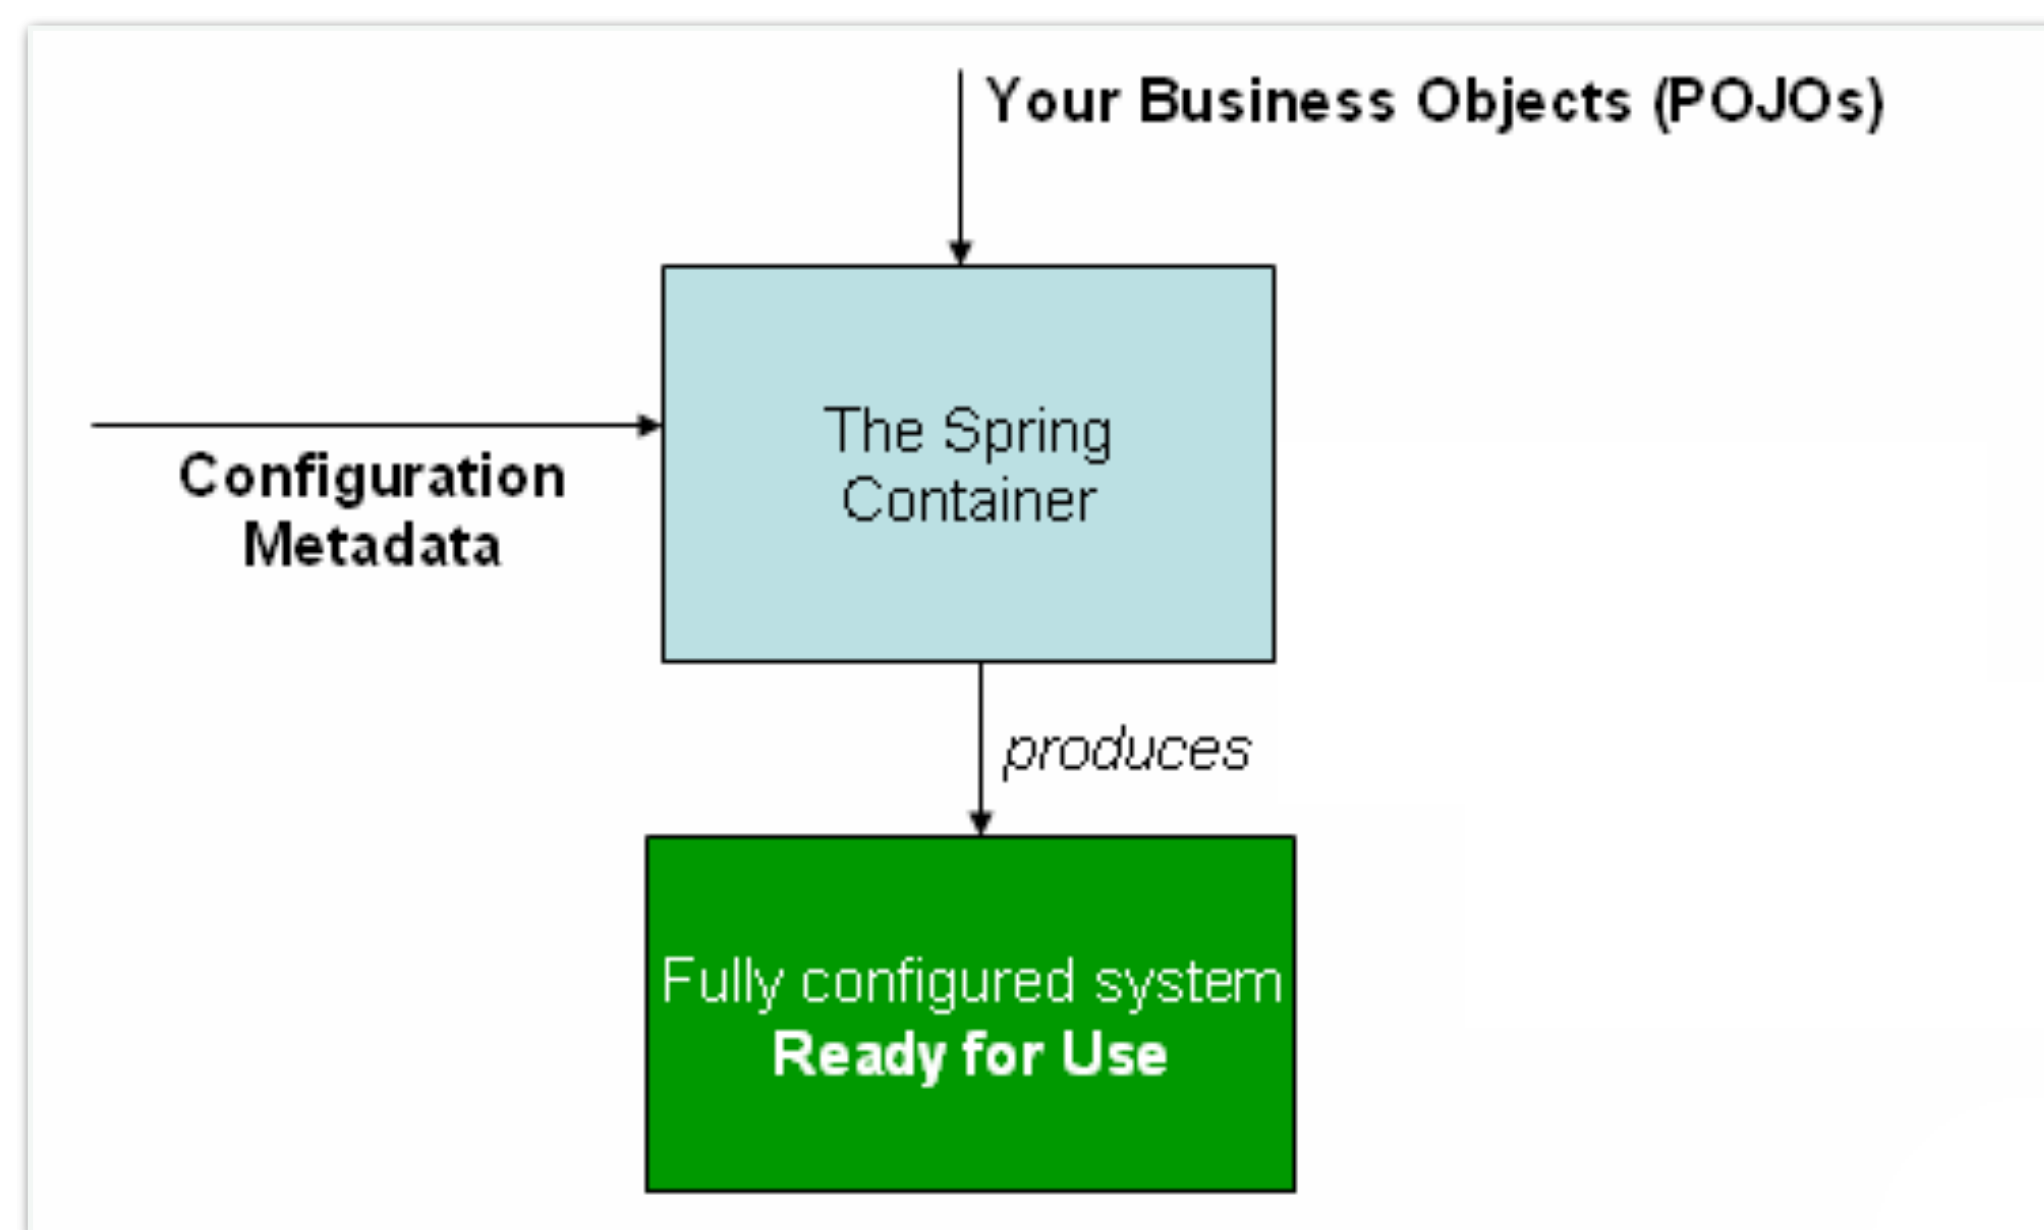 Your Business Objects (POJOs)
The Spring
Container
Configuration
Metadata
produces
Fully configured system
Ready for Use